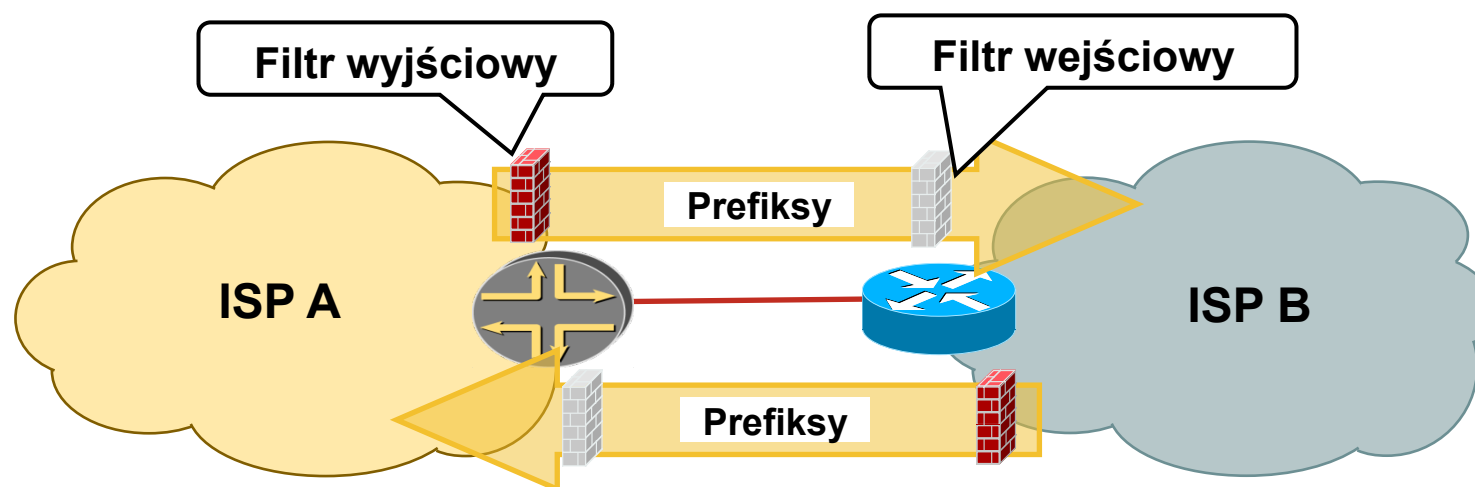 Filtr wyjściowy
Filtr wejściowy
Prefiksy
ISP A
ISP B
Prefiksy